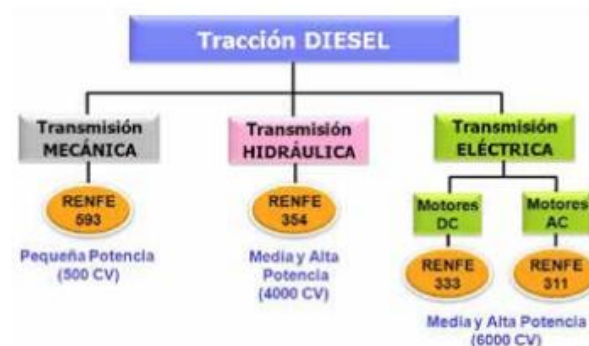 Tracción DIESEL
Transmisión
MECÁNICA
RENFE
593
Pequeña Potencia
(500 CV)
Transmisión
HIDRÁULICA
RENFE
354
Media y Alta
Potencia
(4000 CV)
Transmisión
ELÉCTRICA
Motores
DC
RENFE
333
Motores
AC
RENFE
311
Media y Alta Potencia
(6000 CV)